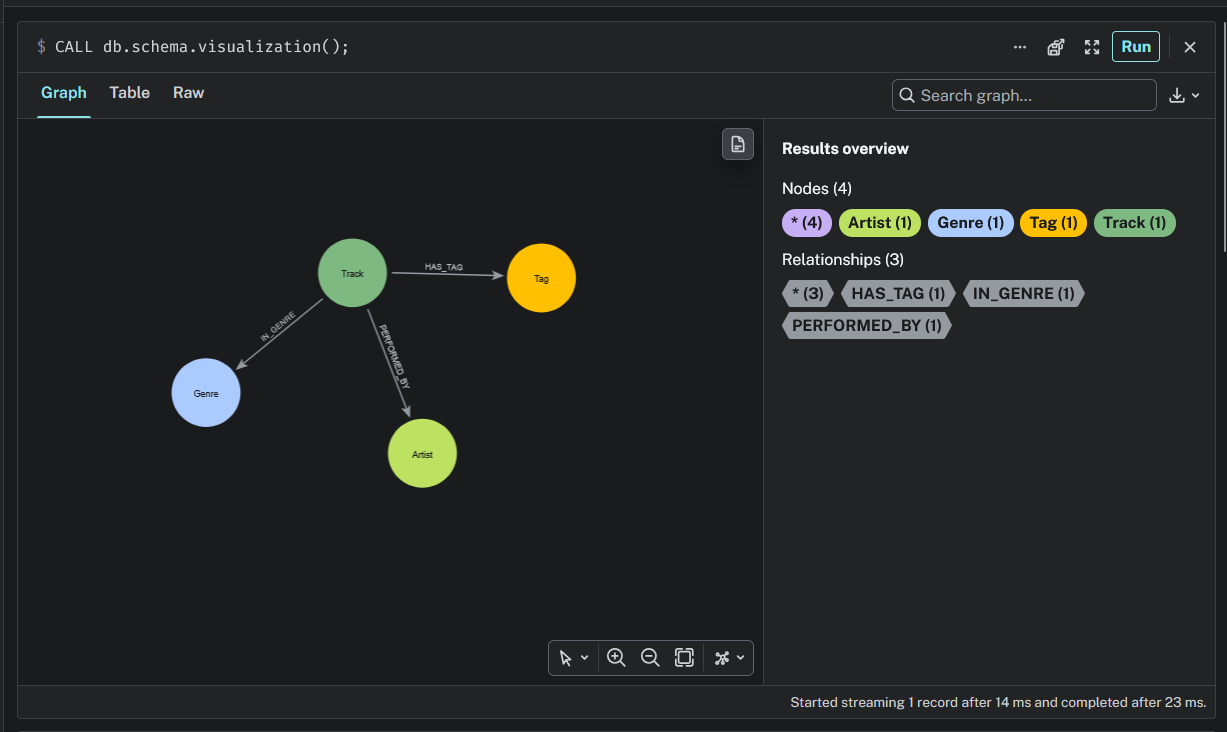 $ CALL db.schema.visualization();
Run
Graph Table Raw
Search graph...
Results overview
Nodes (4)
* (4) Artist (1) Genre (1) Tag (1) Track (1)
Relationships (3)
* (3) HAS_TAG (1) IN_GENRE (1)
PERFORMED_BY (1)
Track
HAS_TAG
Tag
IN_GENRE
PERFORMED_BY
Genre
Artist
Started streaming 1 record after 14 ms and completed after 23 ms.